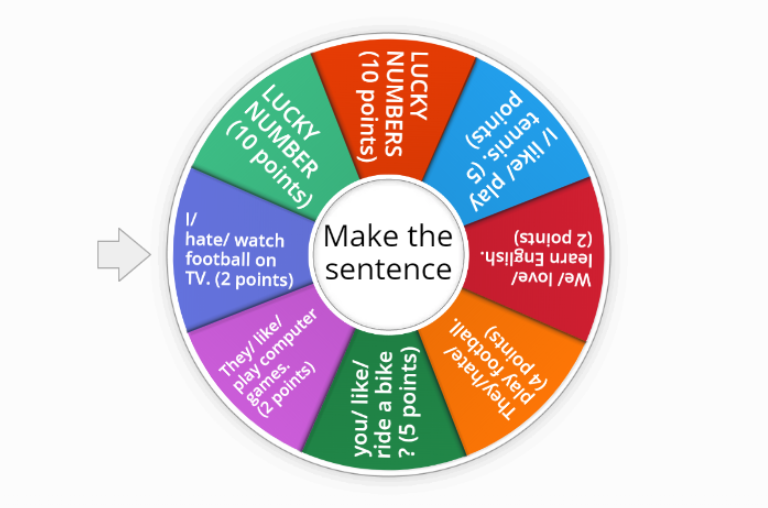 Make the
sentence
LUCKY
NUMBERS
(10 points)
I/ like/ play
tennis. (5
points)
We/ love/
learn English.
(2 points)
They/hate/
play football.
(4 points)
you/ like/
ride a bike
? (5 points)
They/ like/
play computer
games.
(2 points)
I/
hate/ watch
football on
TV. (2 points)
LUCKY
NUMBER
(10 points)